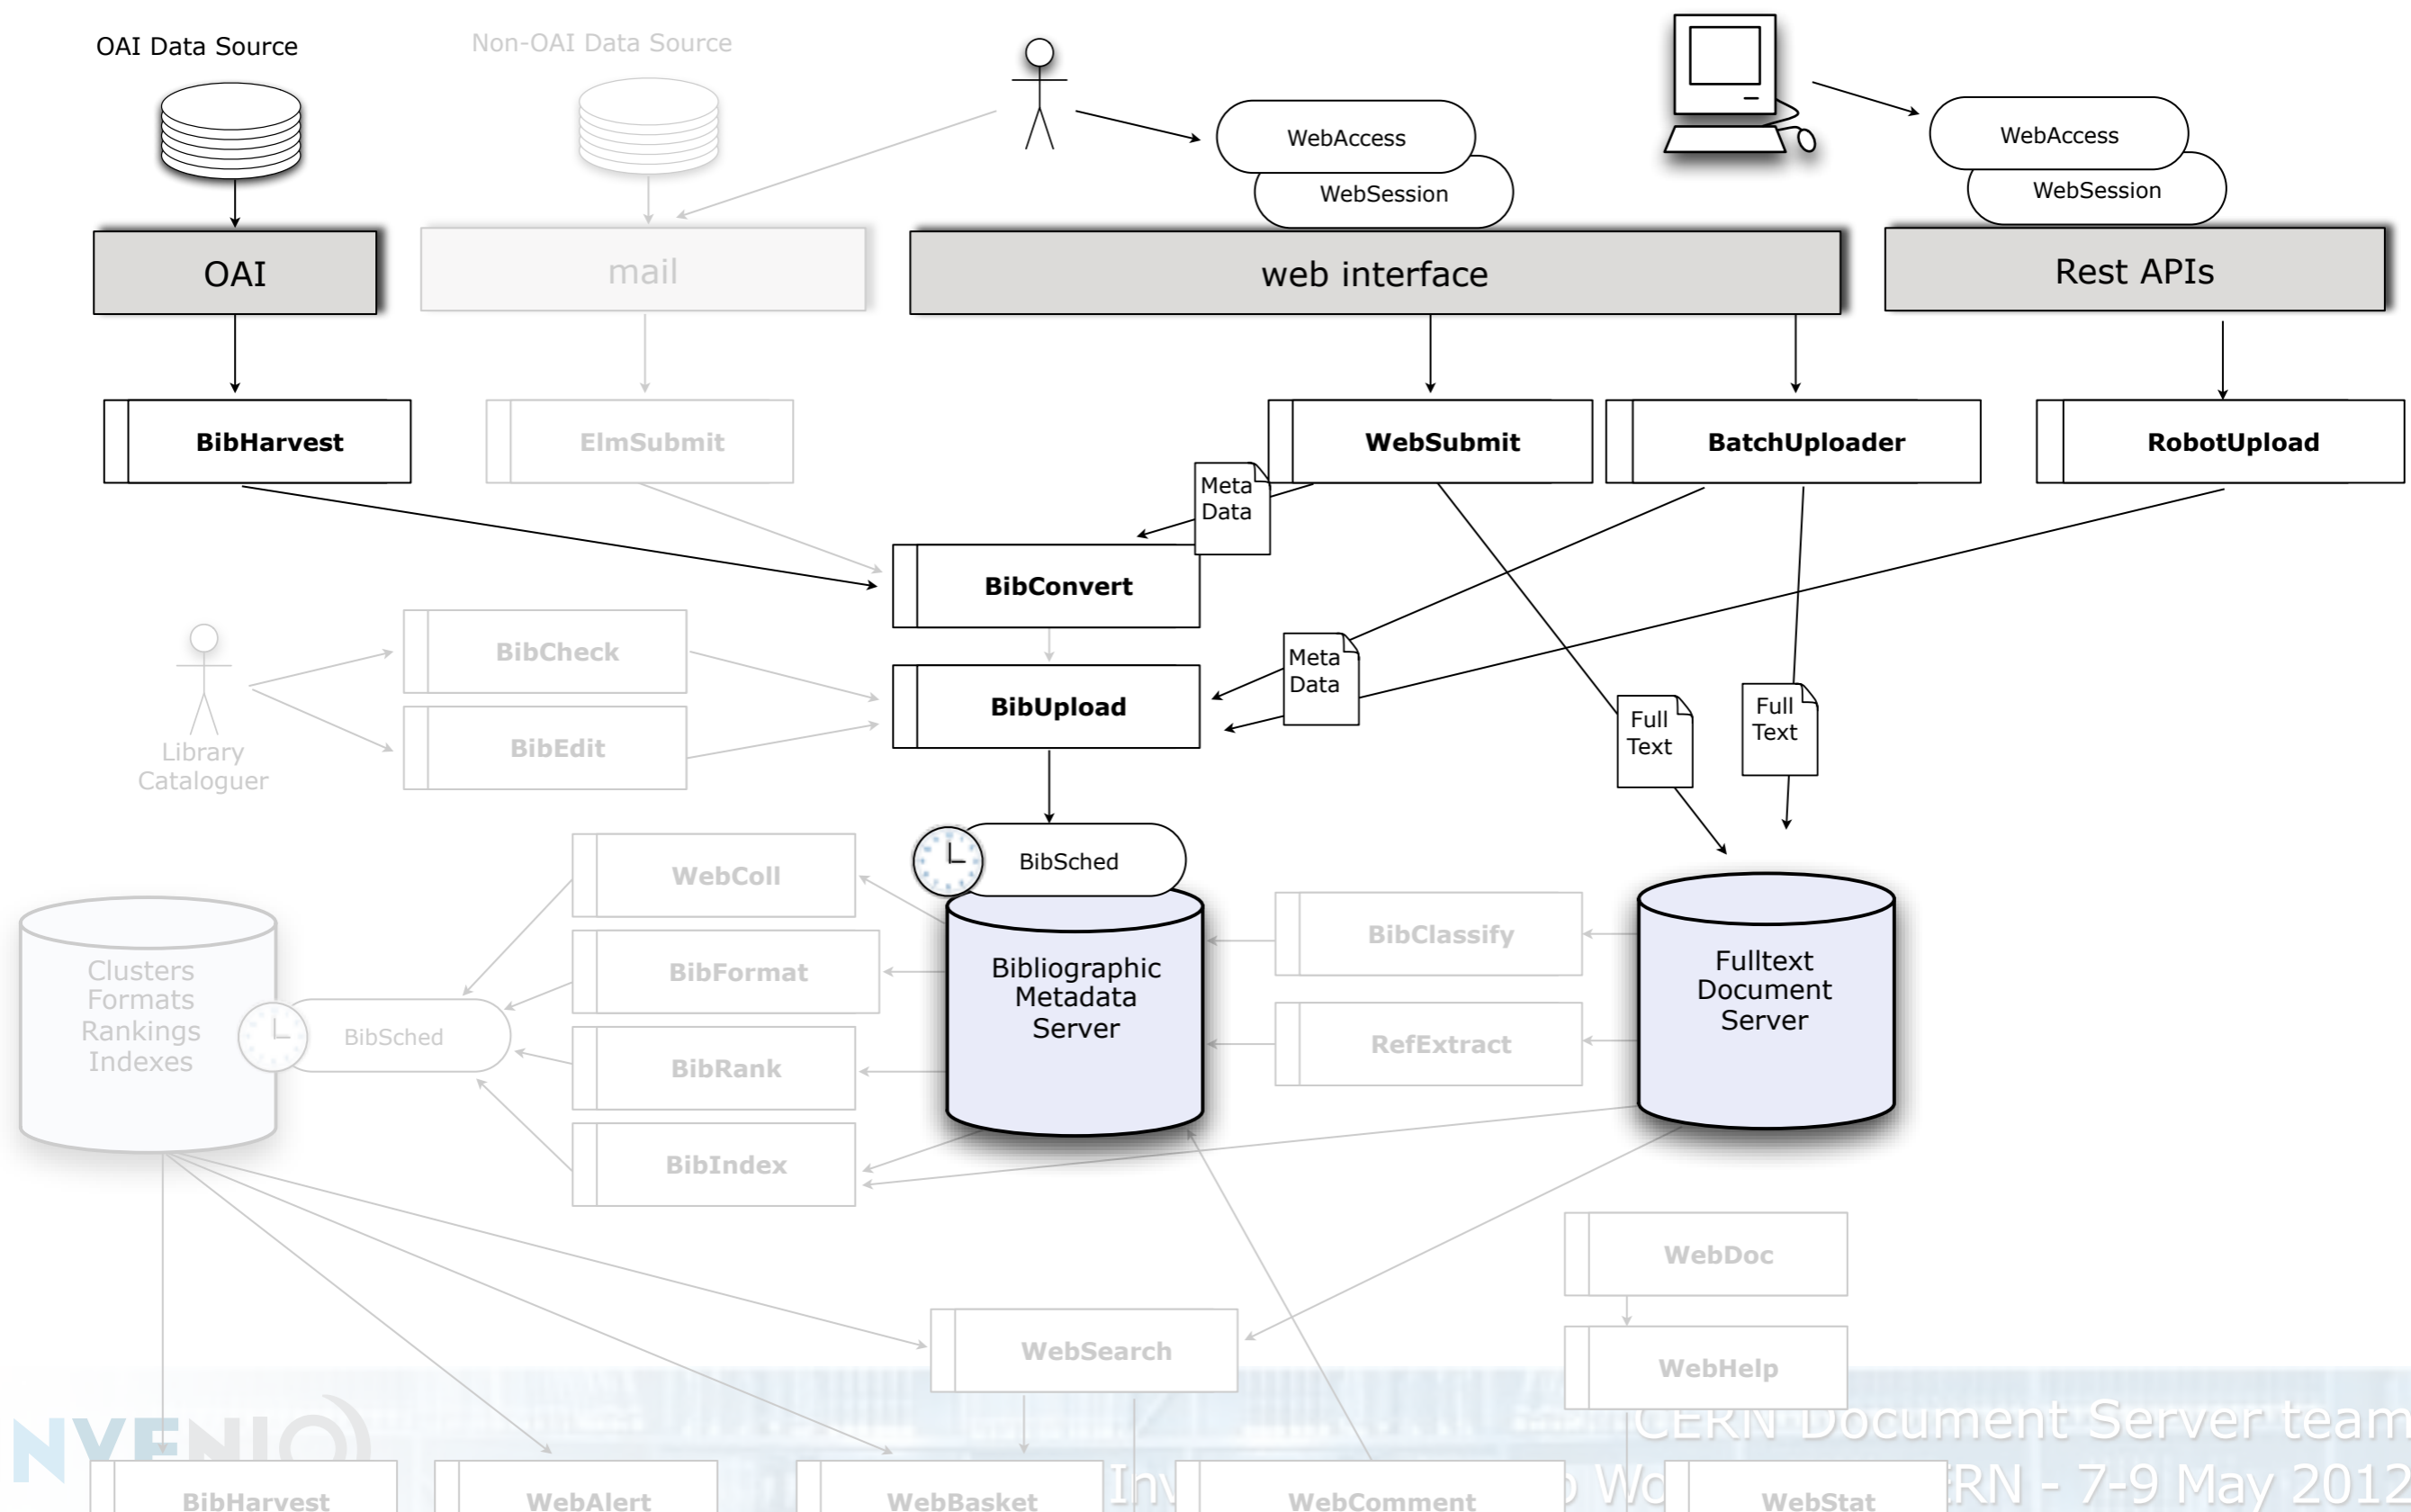 OAI Data Source
Non-OAI Data Source
WebAccess
WebSession
WebAccess
WebSession
OAI
mail
web interface
Rest APIs
BibHarvest
ElmSubmit
WebSubmit
BatchUploader
RobotUpload
Meta
Data
BibConvert
BibCheck
Meta
Data
BibUpload
BibEdit
Library
Cataloguer
Full
Text
Full
Text
BibSched
WebColl
BibClassify
BibFormat
Clusters
Formats
Rankings
Indexes
BibSched
Bibliographic
Metadata
Server
Fulltext
Document
Server
RefExtract
BibRank
BibIndex
WebDoc
WebSearch
WebHelp
NVENIO
CERN Document Server team
7-9 May 2012
BibHarvest
WebAlert
WebBasket
WebComment
WebStat